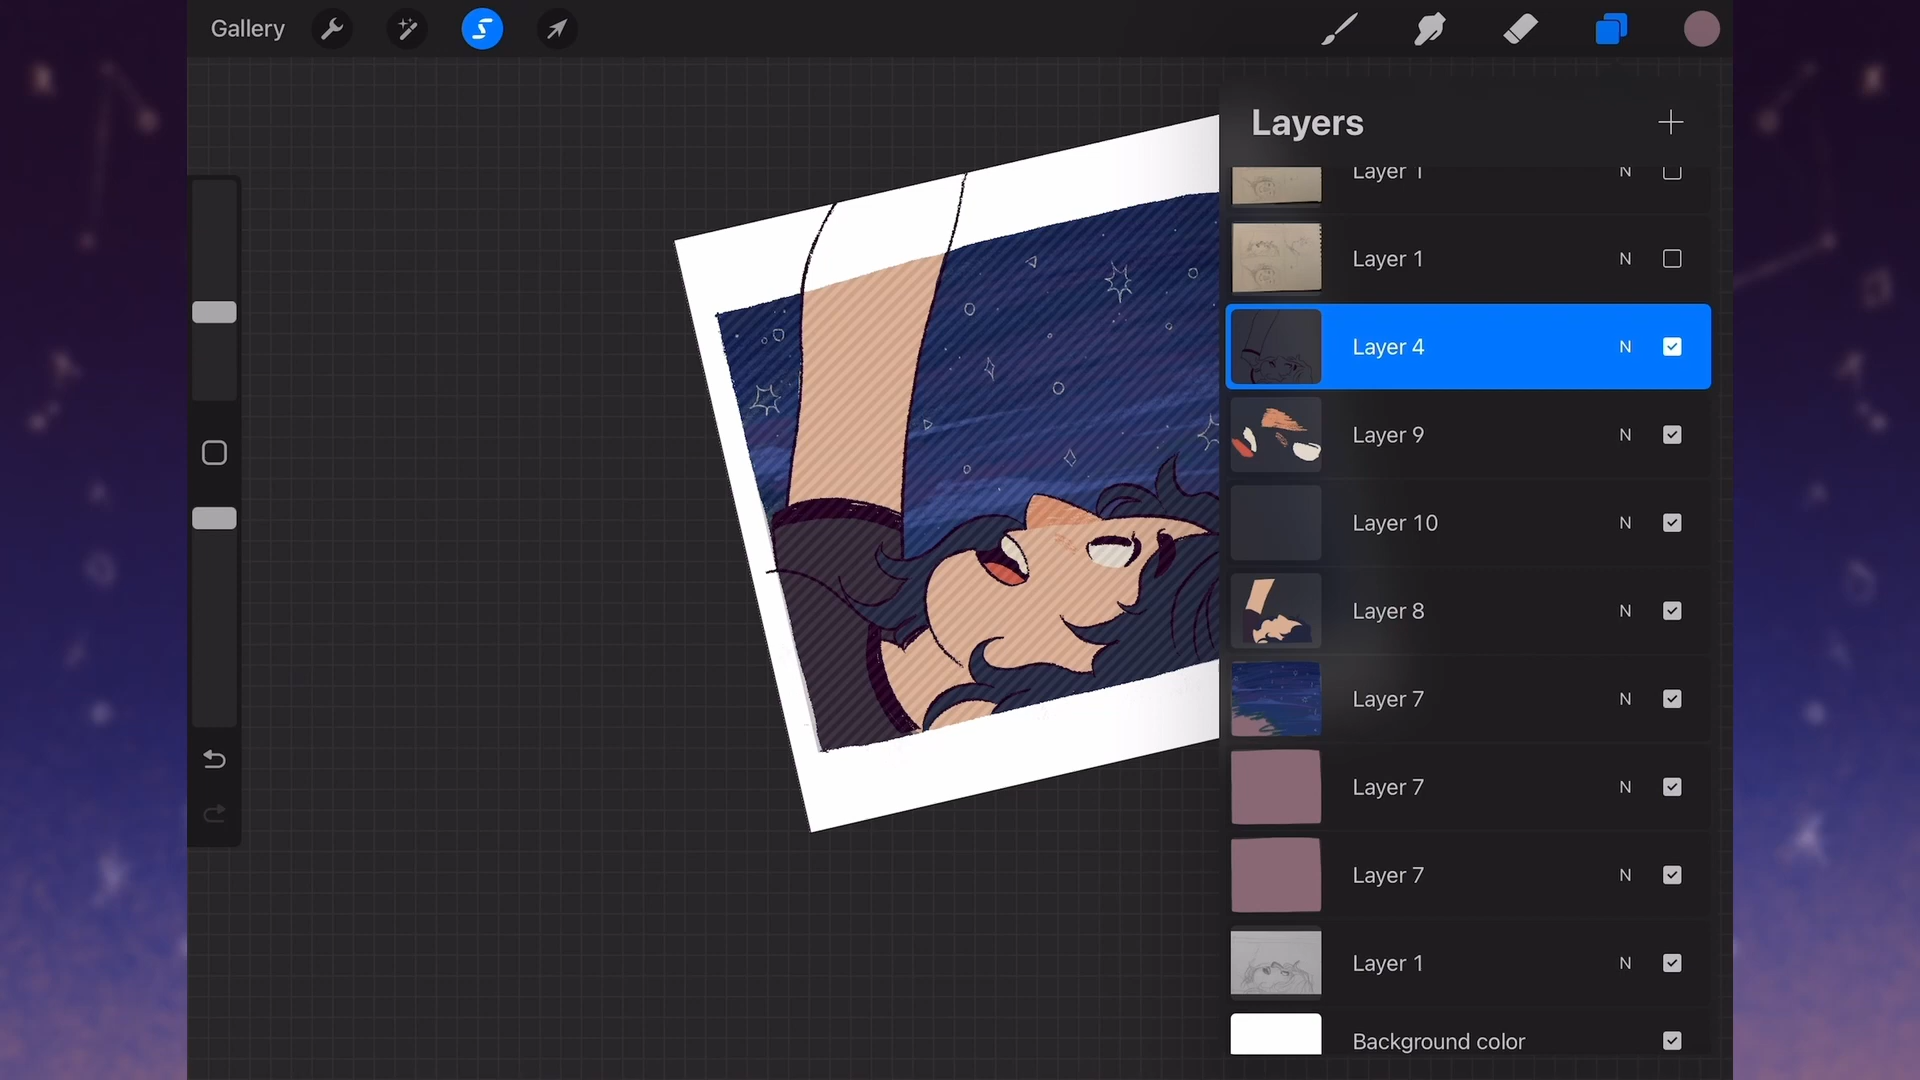 Gallery
Layers
Layer 1 N
Layer 1 N
Layer 4 N
Layer 9 N
Layer 10 N
Layer 8 N
Layer 7 N
Layer 7 N
Layer 7 N
Layer 1 N
Background color